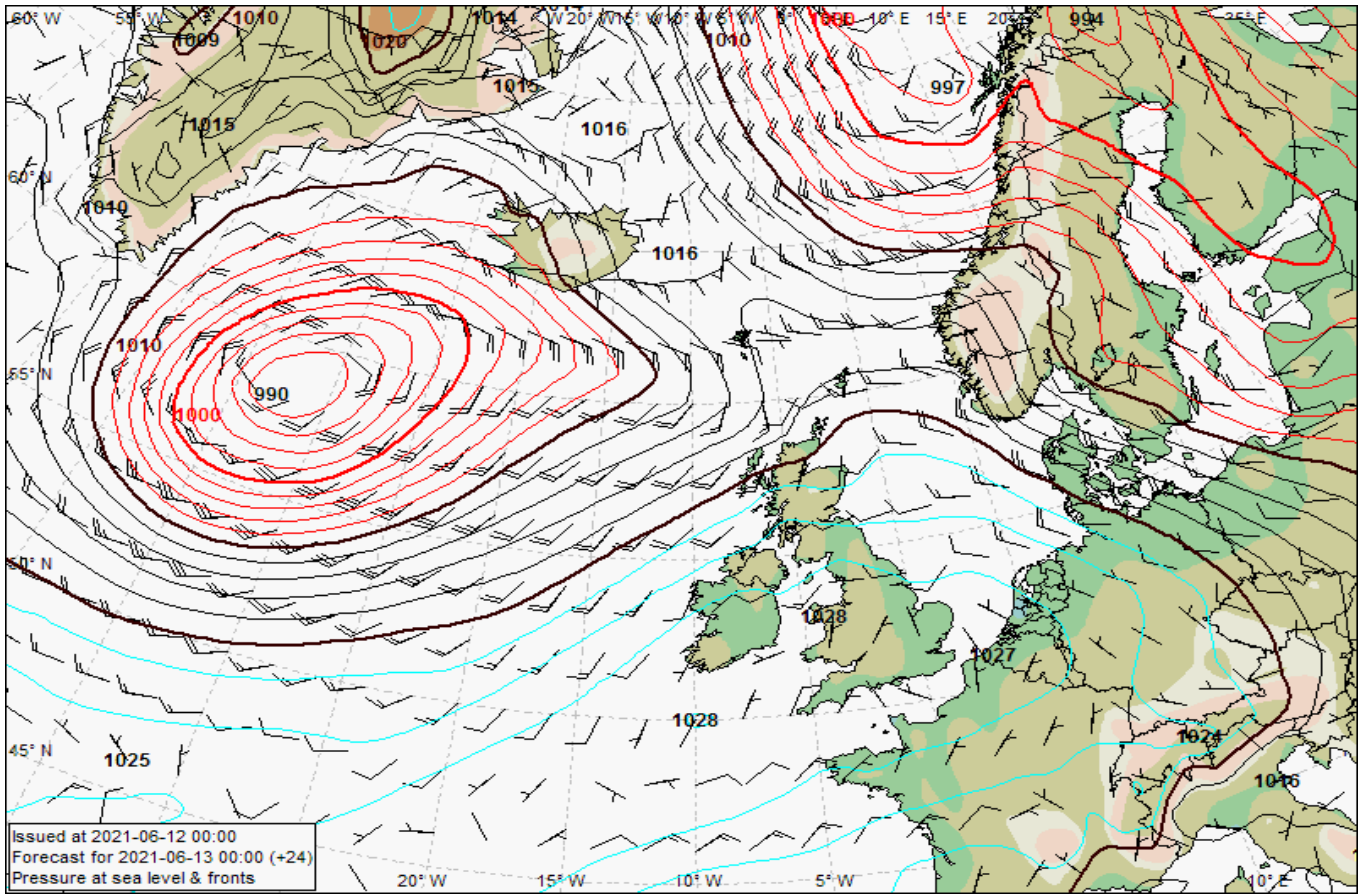 60° W
55° W
1010
1014
W20° W
15° W
10° W
5° W
0°
1000
10° E
15° E
20°
994
25° E
1009
1020
1010
1015
997
1015
1016
60° N
1010
1016
1010
55° N
990
1000
50° N
1028
1027
1028
1024
45° N
1025
1016
Issued at 2021-06-12 00:00
Forecast for 2021-06-13 00:00 (+24)
Pressure at sea level & fronts
20° W
15° W
10° W
5° W
10° E